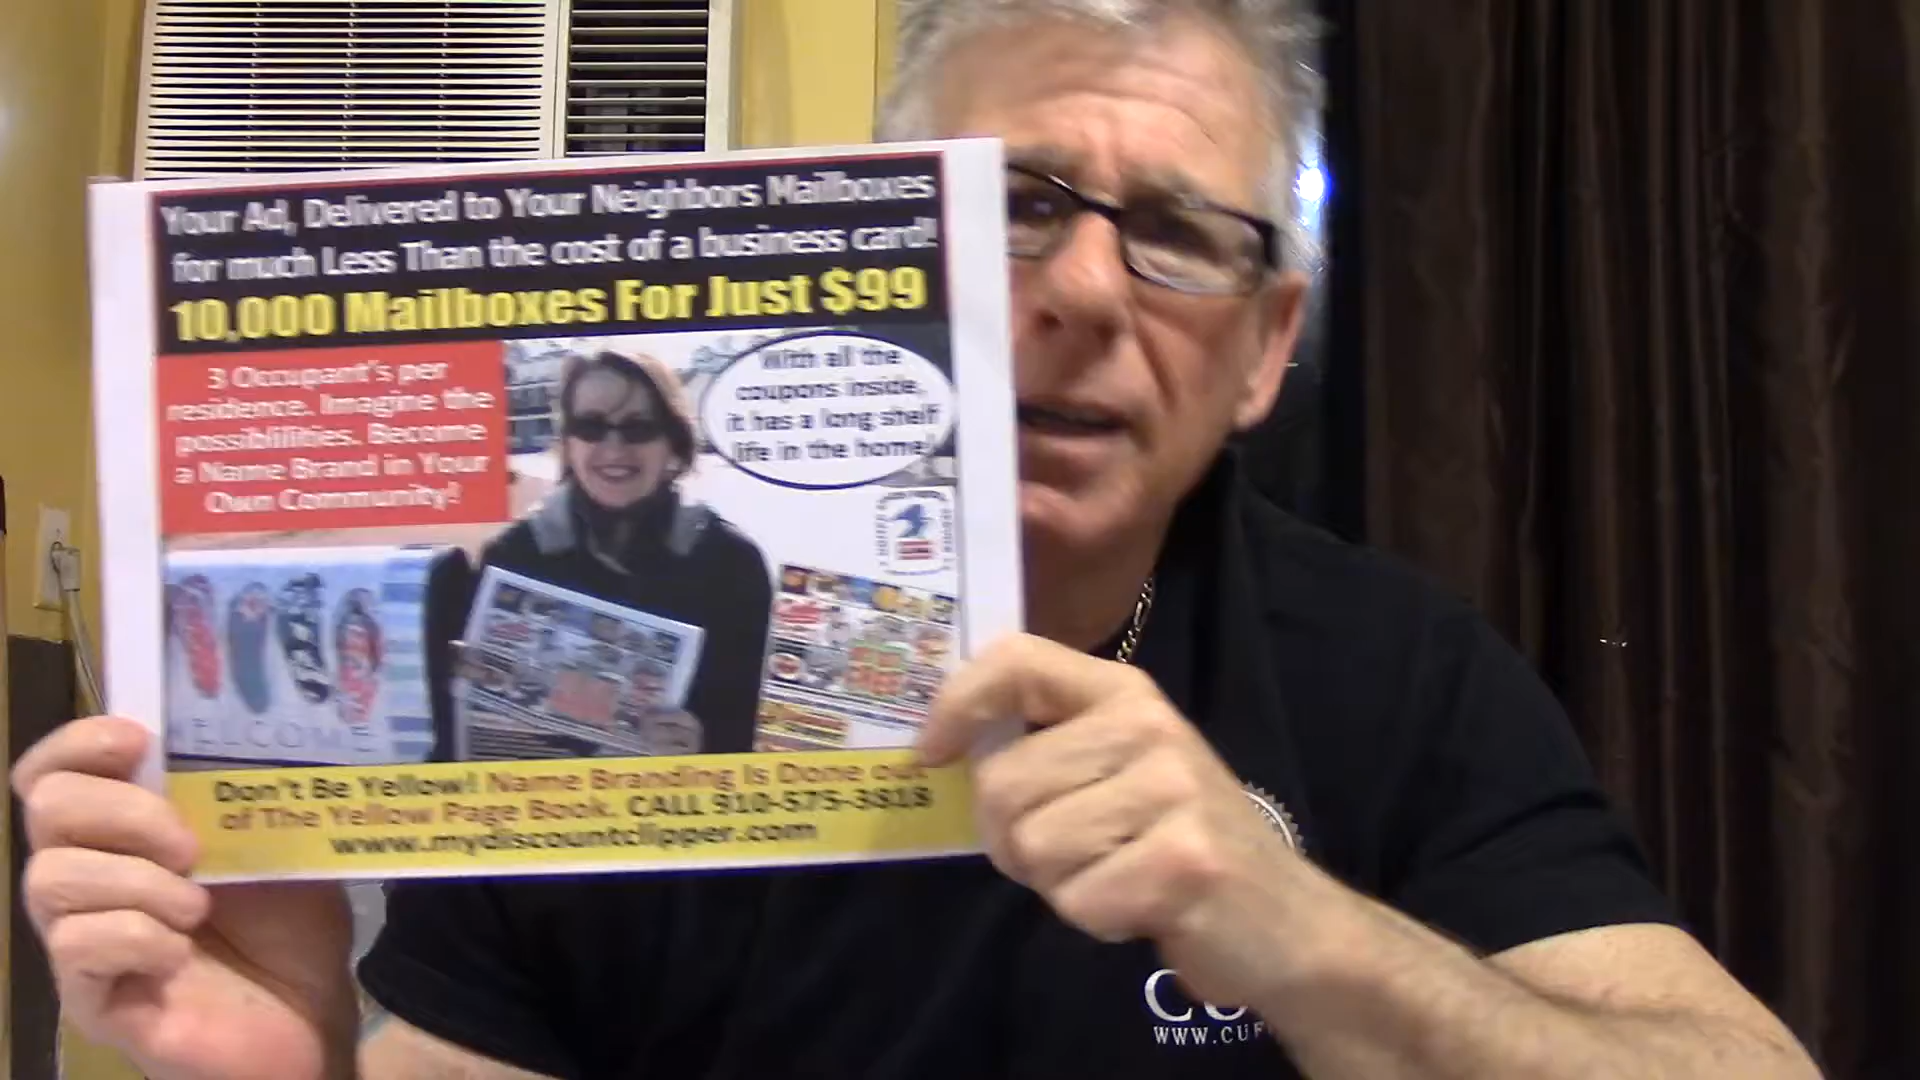 Your Ad, Delivered to Your Neighbors Mailboxes
for much Less Than the cost of a business card!
10,000 Mailboxes For Just $99
3 Occupant's per
residence. Imagine the
possiblilities. Become
a Name Brand in Your
Own Community!
With all the
coupons inside,
it has a long shelf
life in the home!
WELCOME
Don't Be Yellow! Name Branding Is Done out
of The Yellow Page Book. CALL 910-575-3818
www.mydiscountclipper.com
WWW.CUF